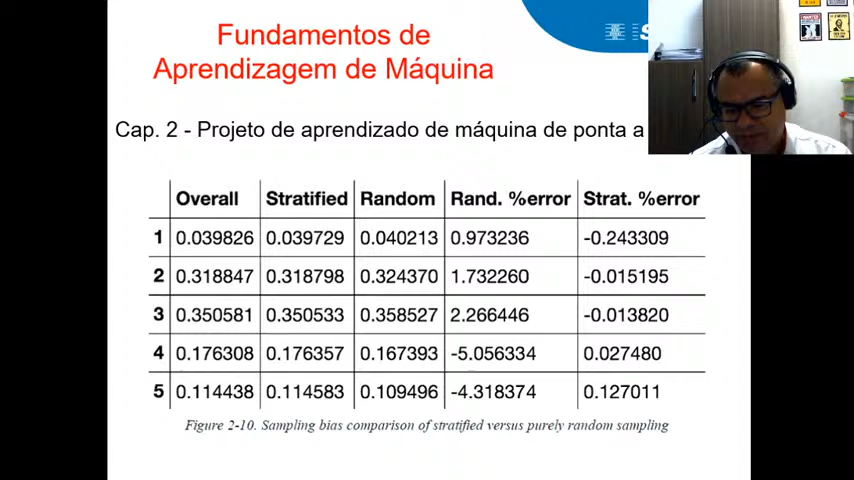 Fundamentos de
Aprendizagem de Máquina
Cap. 2 - Projeto de aprendizado de máquina de ponta a
Overall Stratified Random Rand. %error Strat. %error
1 0.039826 0.039729 0.040213 0.973236 -0.243309
2 0.318847 0.318798 0.324370 1.732260 -0.015195
3 0.350581 0.350533 0.358527 2.266446 -0.013820
4 0.176308 0.176357 0.167393 -5.056334 0.027480
5 0.114438 0.114583 0.109496 -4.318374 0.127011
Figure 2-10. Sampling bias comparison of stratified versus purely random sampling